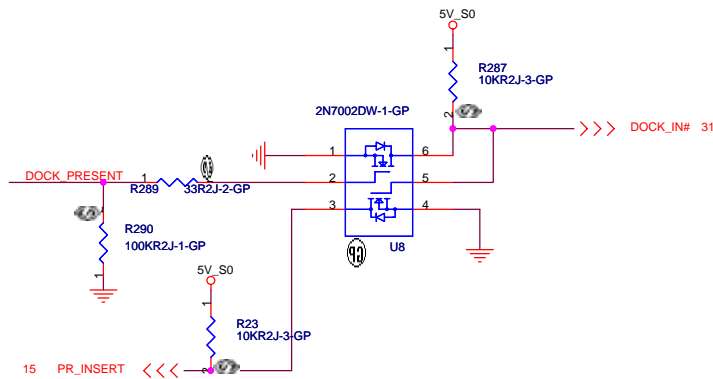 5V_S0
1
R287
10KR2J-3-GP
2
2N7002DW-1-GP
DOCK_IN# 31
1 6
DOCK_PRESENT 1 2 5
R289 33R2J-2-GP
3 4
R290
100KR2J-1-GP
U8
GP
1
5V_S0
1
R23
10KR2J-3-GP
2
15 PR_INSERT